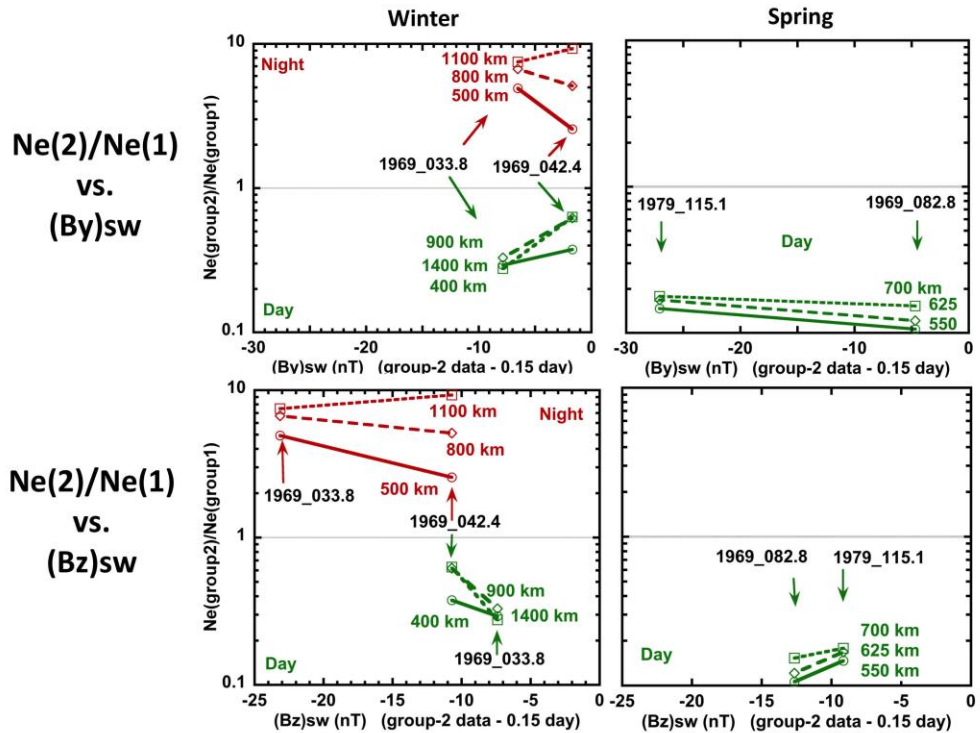 Winter
Spring
Ne(2)/Ne(1)
vs.
(By)sw
Ne(group2)/Ne(group1)
10
1
0.1
Night
1100 km
800 km
500 km
1969_033.8
1969_042.4
900 km
1400 km
400 km
Day
-30 -25 -20 -15 -10 -5 0
(By)sw (nT) (group-2 data - 0.15 day)
1979_115.1
1969_082.8
Day
700 km
625
550
-30 -20 -10 0
(By)sw (nT) (group-2 data - 0.15 day)
Ne(2)/Ne(1)
vs.
(Bz)sw
Ne(group2)/Ne(group1)
10
1
0.1
Night
1100 km
800 km
500 km
1969_033.8
1969_042.4
900 km
1400 km
400 km
1969_033.8
Day
-25 -20 -15 -10 -5 0
(Bz)sw (nT) (group-2 data - 0.15 day)
1969_082.8
1979_115.1
700 km
625 km
550 km
Day
-25 -20 -15 -10 -5 0
(Bz)sw (nT) (group-2 data - 0.15 day)